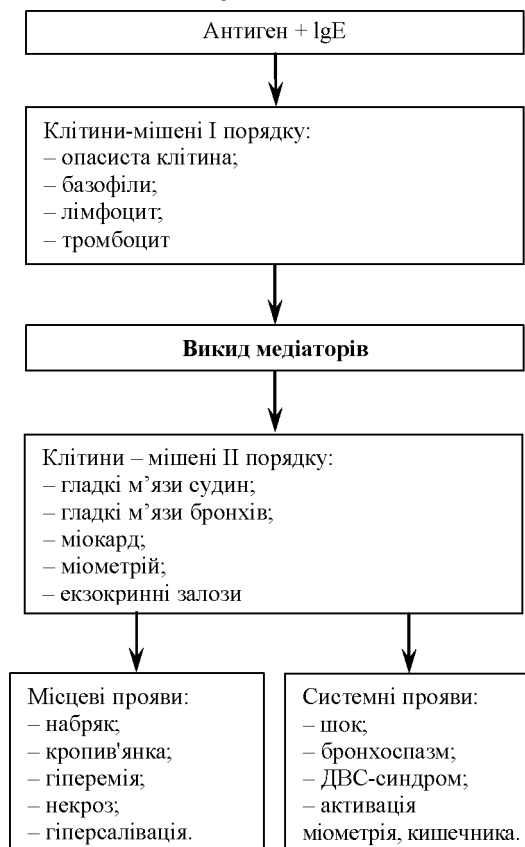 Антиген + lgE
Клітини-мішені I порядку:
– опасиста клітина;
– базофіли;
– лімфоцит;
– тромбоцит
Викид медіаторів
Клітини – мішені II порядку:
– гладкі м’язи судин;
– гладкі м’язи бронхів;
– міокард;
– міометрій;
– екзокринні залози
Місцеві прояви:
– набряк;
– кропив'янка;
– гіперемія;
– некроз;
– гіперсалівація.
Системні прояви:
– шок;
– бронхоспазм;
– ДВС-синдром;
– активація
міометрія, кишечника.